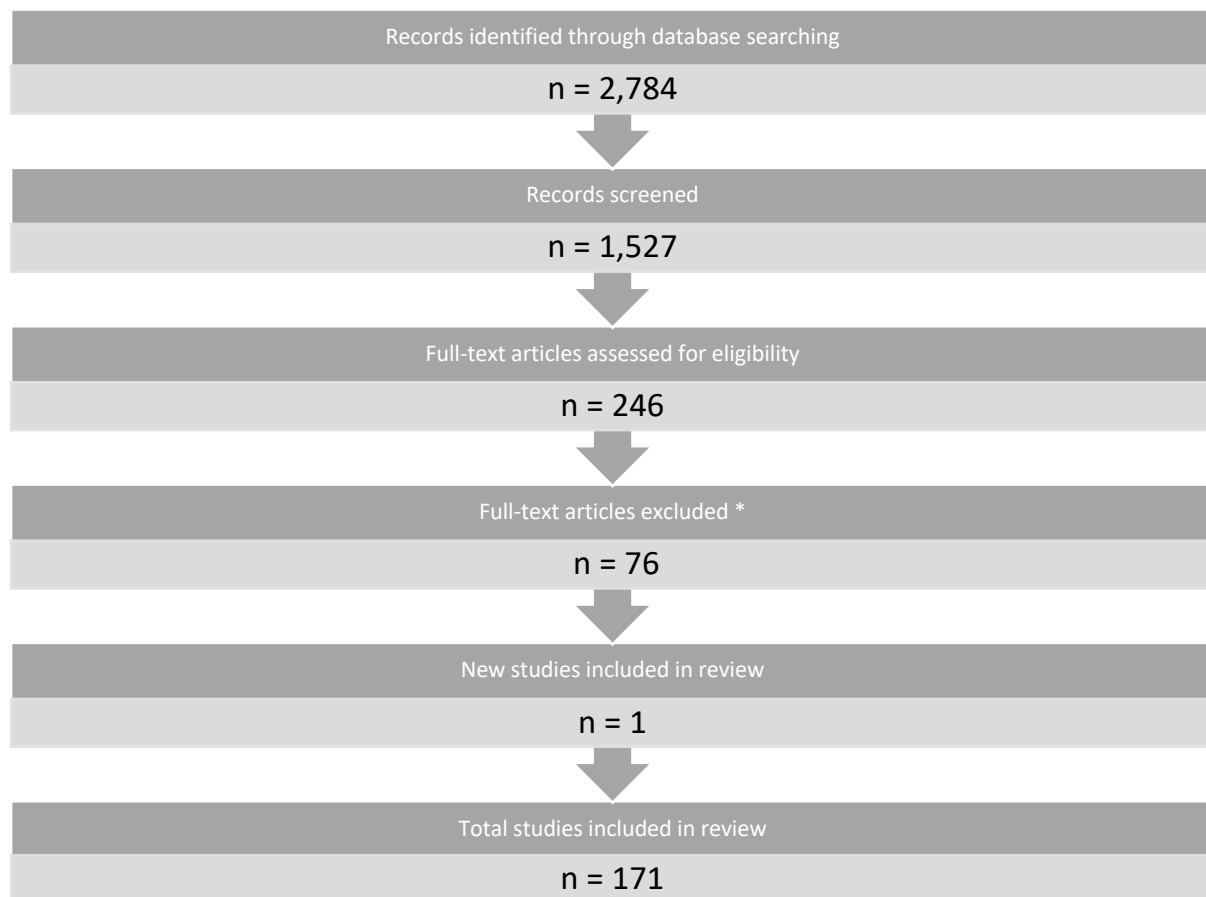 Records identified through database searching
n = 2,784
Records screened
n = 1,527
Full-text articles assessed for eligibility
n = 246
Full-text articles excluded *
n = 76
New studies included in review
n = 1
Total studies included in review
n = 171